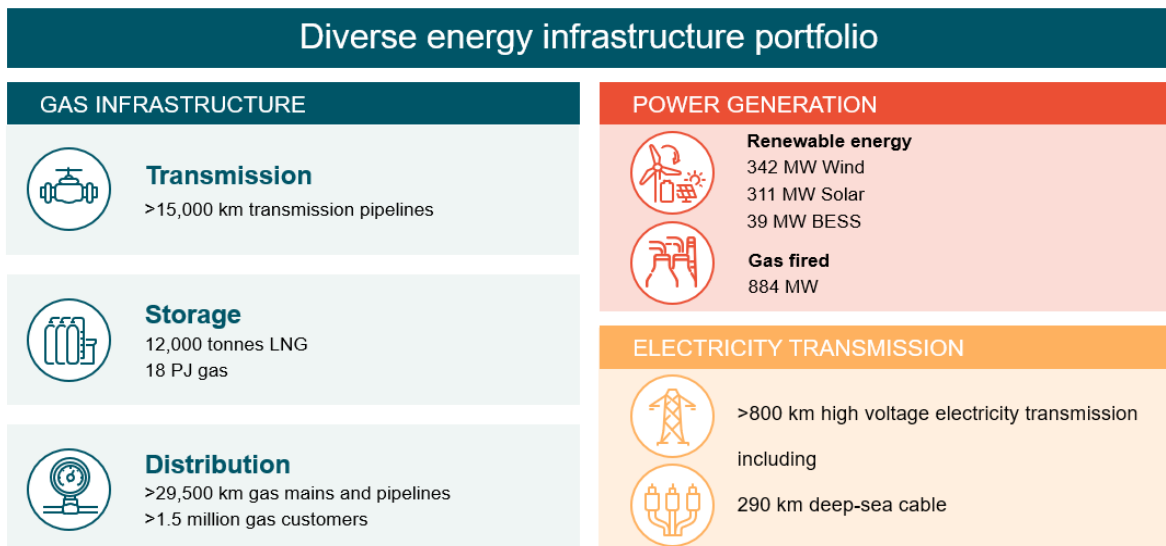 Diverse energy infrastructure portfolio
GAS INFRASTRUCTURE
Transmission
>15,000 km transmission pipelines
Storage
12,000 tonnes LNG
18 PJ gas
Distribution
>29,500 km gas mains and pipelines
>1.5 million gas customers
POWER GENERATION
Renewable energy
342 MW Wind
311 MW Solar
39 MW BESS
Gas fired
884 MW
ELECTRICITY TRANSMISSION
>800 km high voltage electricity transmission
including
290 km deep-sea cable